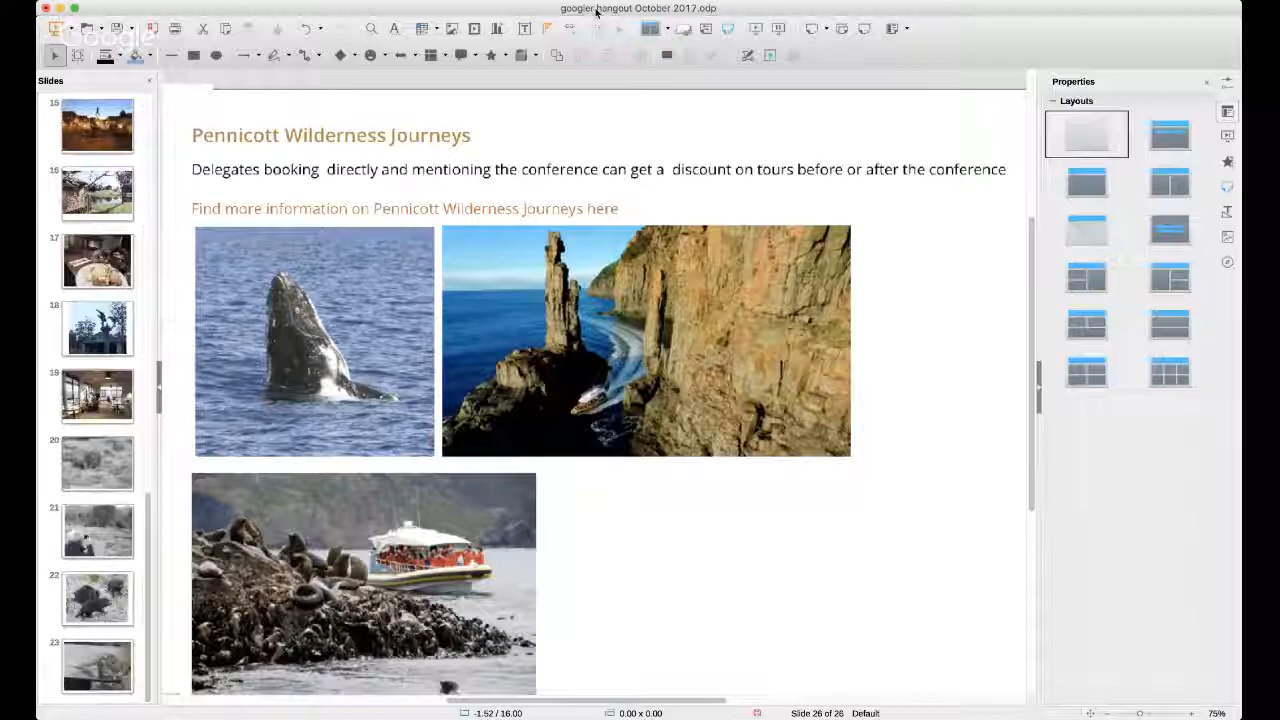 googler hangout October 2017.odp
Google
Slides
Properties
Layouts
15
16
17
18
19
20
21
22
23
Pennicott Wilderness Journeys
Delegates booking directly and mentioning the conference can get a discount on tours before or after the conference
Find more information on Pennicott Wilderness Journeys here
-1.52 / 16.00
0.00 x 0.00
Slide 26 of 26
Default
75%